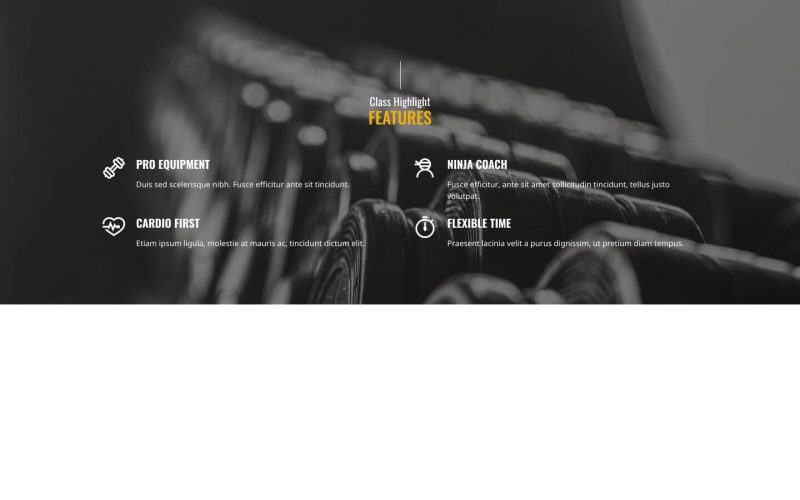 Class Highlight
FEATURES
PRO EQUIPMENT
Duis sed scelerisque nibh. Fusce efficitur ante sit tincidunt.
NINJA COACH
Fusce efficitur, ante sit amet sollicitudin tincidunt, tellus justo
volutpat.
CARDIO FIRST
Etiam ipsum ligula, molestie at mauris ac, tincidunt dictum elit.
FLEXIBLE TIME
Praesent lacinia velit a purus dignissim, ut pretium diam tempus.